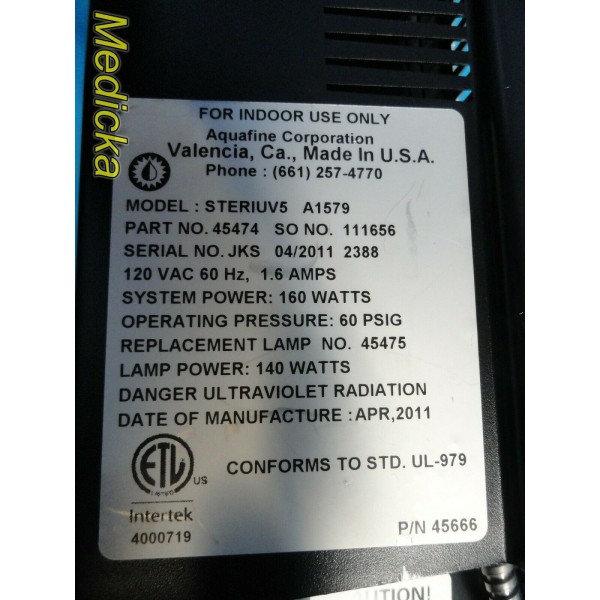 Medicka
FOR INDOOR USE ONLY
Aquafine Corporation
Valencia, Ca., Made In U.S.A.
Phone : (661) 257-4770
MODEL : STERIUV5 A1579
PART NO. 45474 SO NO. 111656
SERIAL NO. JKS 04/2011 2388
120 VAC 60 Hz, 1.6 AMPS
SYSTEM POWER: 160 WATTS
OPERATING PRESSURE: 60 PSIG
REPLACEMENT LAMP NO. 45475
LAMP POWER: 140 WATTS
DANGER ULTRAVIOLET RADIATION
DATE OF MANUFACTURE : APR,2011
ETL US
LISTED
CONFORMS TO STD. UL-979
Intertek
4000719
P/N 45666
CAUTION!